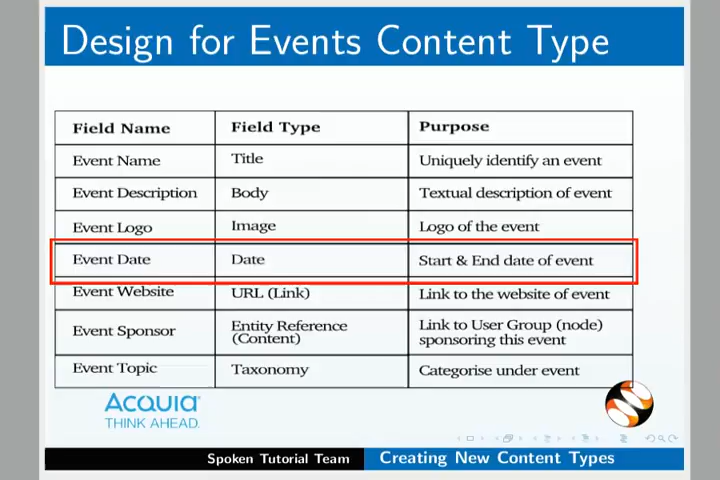 Design for Events Content Type
Field Name Field Type Purpose
Event Name Title Uniquely identify an event
Event Description Body Textual description of event
Event Logo Image Logo of the event
Event Date Date Start & End date of event
Event Website URL (Link) Link to the website of event
Event Sponsor Entity Reference (Content) Link to User Group (node) sponsoring this event
Event Topic Taxonomy Categorise under event
Acquia
THINK AHEAD.
Spoken Tutorial Team Creating New Content Types